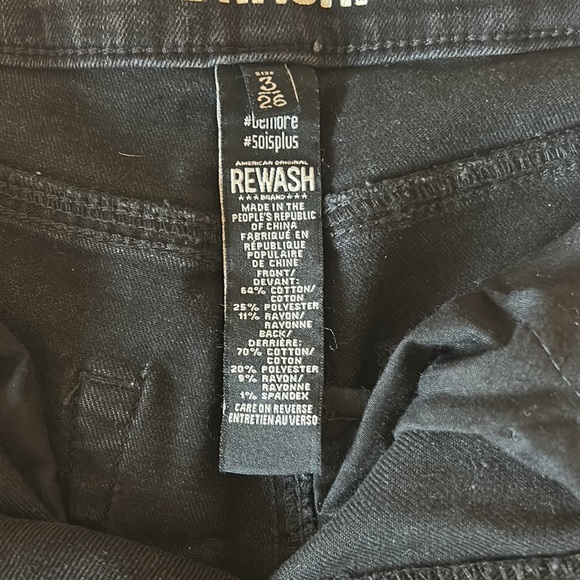 SIZE
3
26
#bemore
#soisplus
AMERICAN ORIGINAL
REWASH
★★★BRAND★★★
MADE IN THE
PEOPLE'S REPUBLIC
OF CHINA
FABRIQUÉ EN
RÉPUBLIQUE
POPULAIRE
DE CHINE
FRONT/
DEVANT:
64% COTTON/
COTON
25% POLYESTER
11% RAYON/
RAYONNE
BACK/
DERRIÈRE:
70% COTTON/
COTON
20% POLYESTER
9% RAYON/
RAYONNE
1% SPANDEX
CARE ON REVERSE
ENTRETIEN AU VERSO